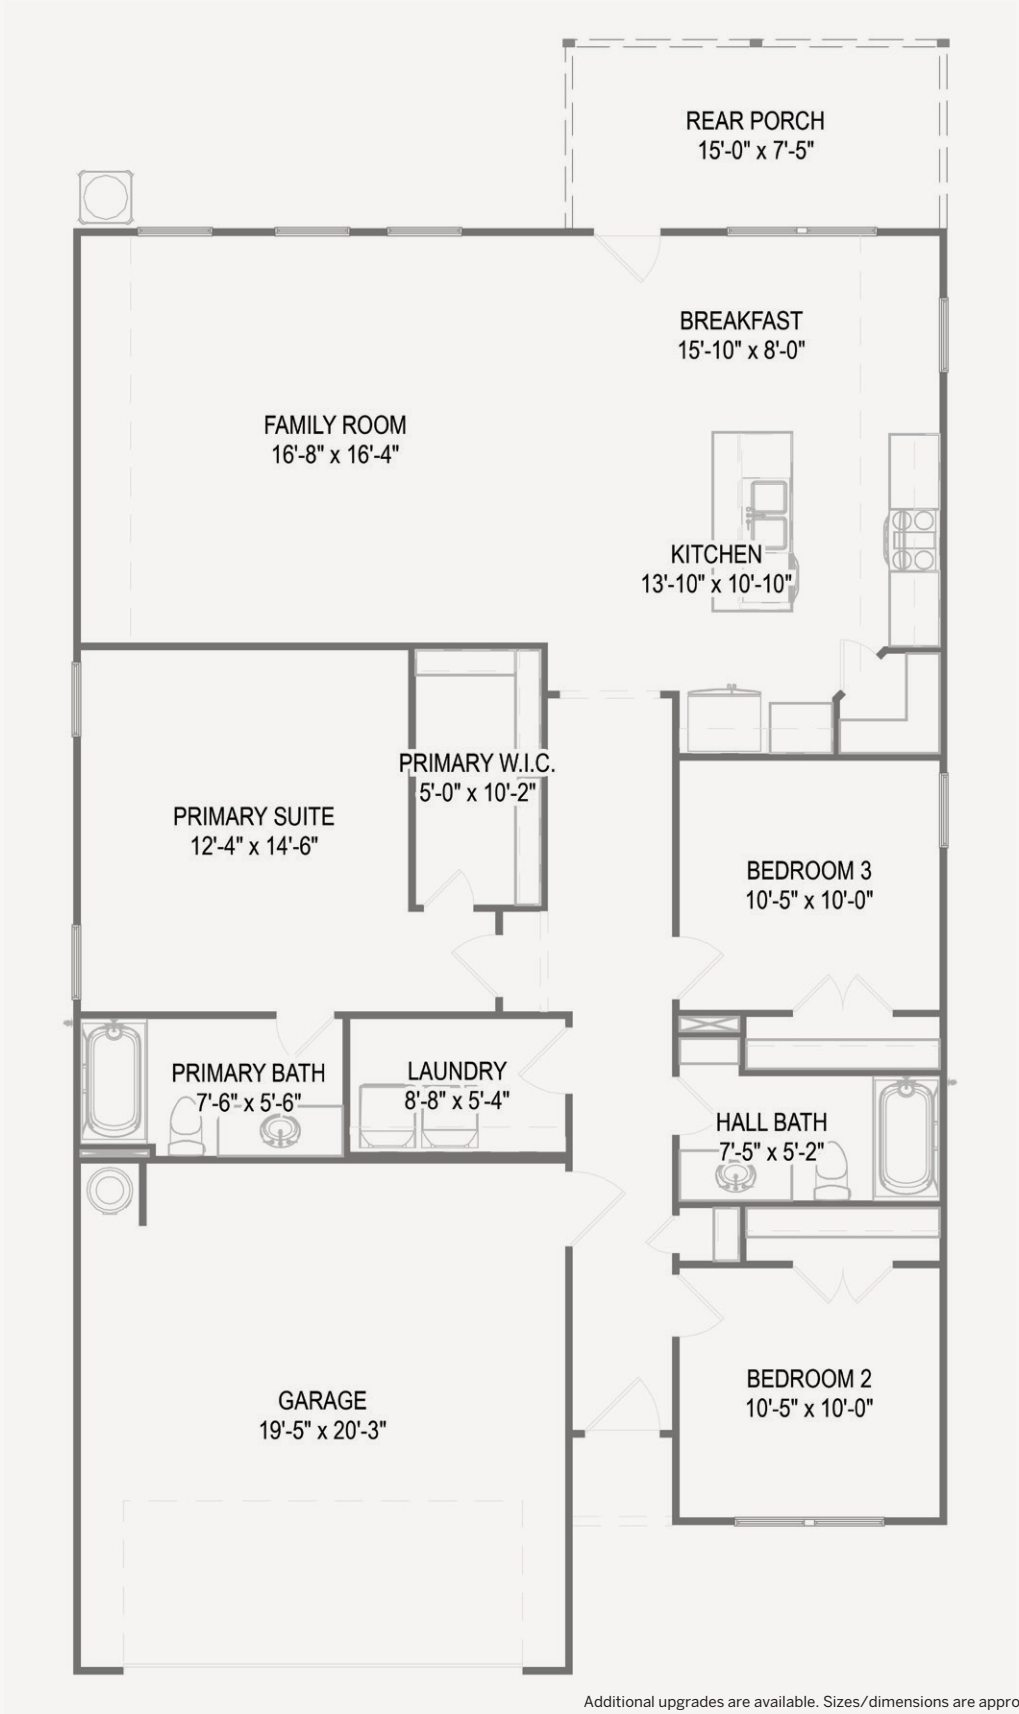 REAR PORCH
15'-0" x 7'-5"
BREAKFAST
15'-10" x 8'-0"
FAMILY ROOM
16'-8" x 16'-4"
KITCHEN
13'-10" x 10'-10"
PRIMARY W.I.C.
5'-0" x 10'-2"
PRIMARY SUITE
12'-4" x 14'-6"
BEDROOM 3
10'-5" x 10'-0"
PRIMARY BATH
7'-6" x 5'-6"
LAUNDRY
8'-8" x 5'-4"
HALL BATH
7'-5" x 5'-2"
BEDROOM 2
10'-5" x 10'-0"
GARAGE
19'-5" x 20'-3"
Additional upgrades are available. Sizes/dimensions are appro